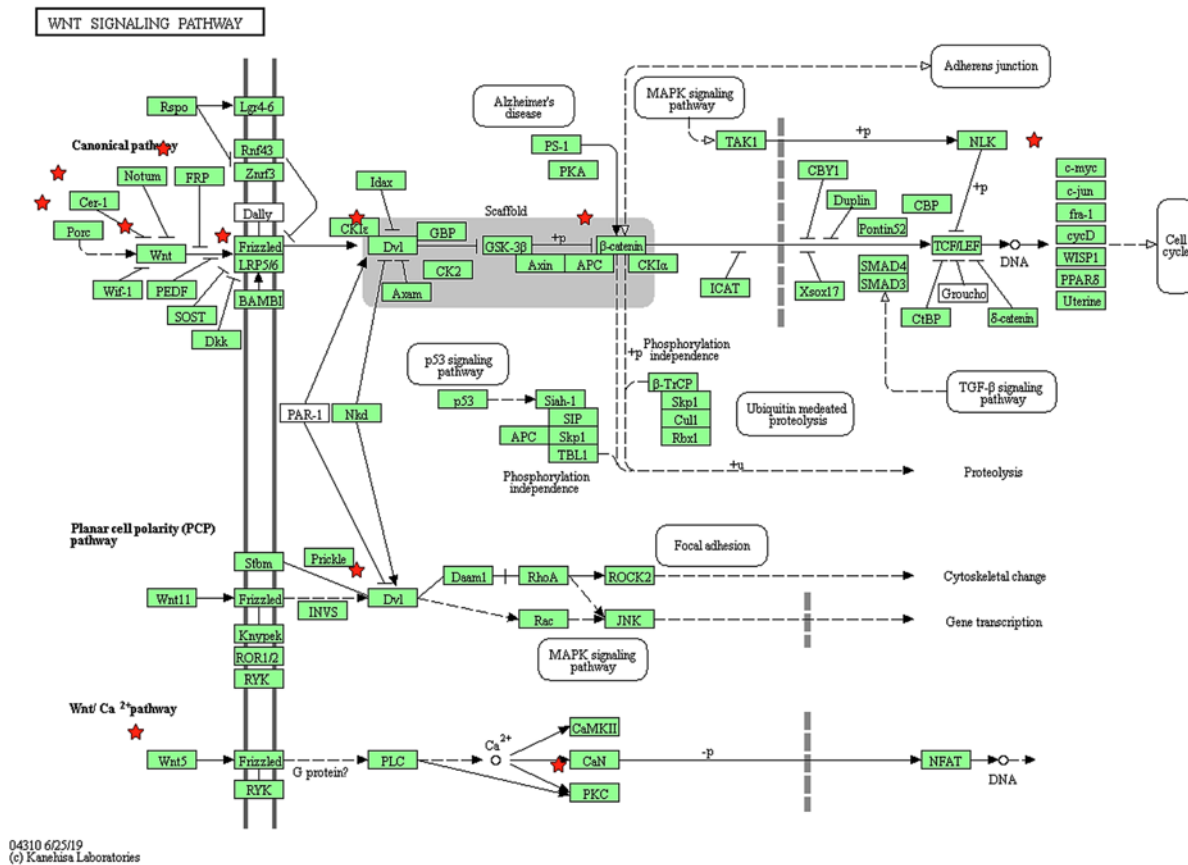 WNT SIGNALING PATHWAY
Adherens junction
Rspo
Lgr4-6
Alzheimer's
disease
MAPK signaling
pathway
TAK1
+p
NLK
Canonical pathway
Rnf43
Znrf3
PS-1
PKA
Notum
FRP
Cer-1
Porc
Wnt
Dally
Frizzled
LRP5/6
Wif-1
PEDF
SOST
Dkk
BAMBI
Idax
Scaffold
CKIε
Dvl
GBP
GSK-3β
+p
β-catenin
Axin
APC
CKIα
CK2
Axam
CBY1
Duplin
ICAT
Xsox17
CBP
Pontin52
+p
TCF/LEF
DNA
SMAD4
SMAD3
Groucho
CtBP
δ-catenin
c-myc
c-jun
fra-1
cycD
WISP1
PPARδ
Uterine
Cell
cycle
p53 signaling
pathway
+p
Phosphorylation
independence
TGF-β signaling
pathway
PAR-1
Nkd
p53
Siah-1
SIP
APC
Skp1
TBL1
β-TrCP
Skp1
Cul1
Rbx1
Ubiquitin medeated
proteolysis
Phosphorylation
independence
+u
Proteolysis
Planar cell polarity (PCP)
pathway
Focal adhesion
Stbm
Prickle
Wnt11
Frizzled
INVS
Dvl
Daam1
RhoA
ROCK2
Cytoskeletal change
Rac
JNK
Gene transcription
Knypek
ROR1/2
RYK
MAPK signaling
pathway
Wnt/ Ca 2+pathway
Wnt5
Frizzled
RYK
G protein?
PLC
Ca2+
CaMKII
CaN
PKC
-p
NFAT
DNA
04310 6/25/19
(c) Kanehisa Laboratories